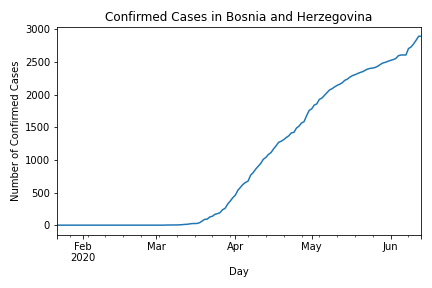 Confirmed Cases in Bosnia and Herzegovina
3000
2500
2000
1500
1000
500
0
Number of Confirmed Cases
Feb Mar Apr May Jun
2020
Day